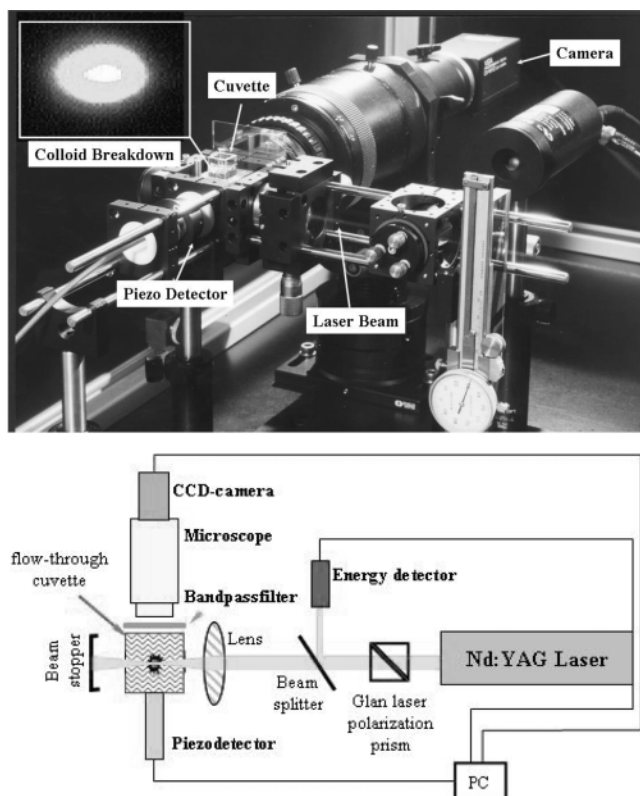 Camera
Cuvette
Colloid Breakdown
Piezo Detector
Laser Beam
CCD-camera
Microscope
flow-through
cuvette
Bandpassfilter
Energy detector
Lens
Beam
stopper
Nd:YAG Laser
Beam
splitter
Glan laser
polarization
prism
Piezodetector
PC